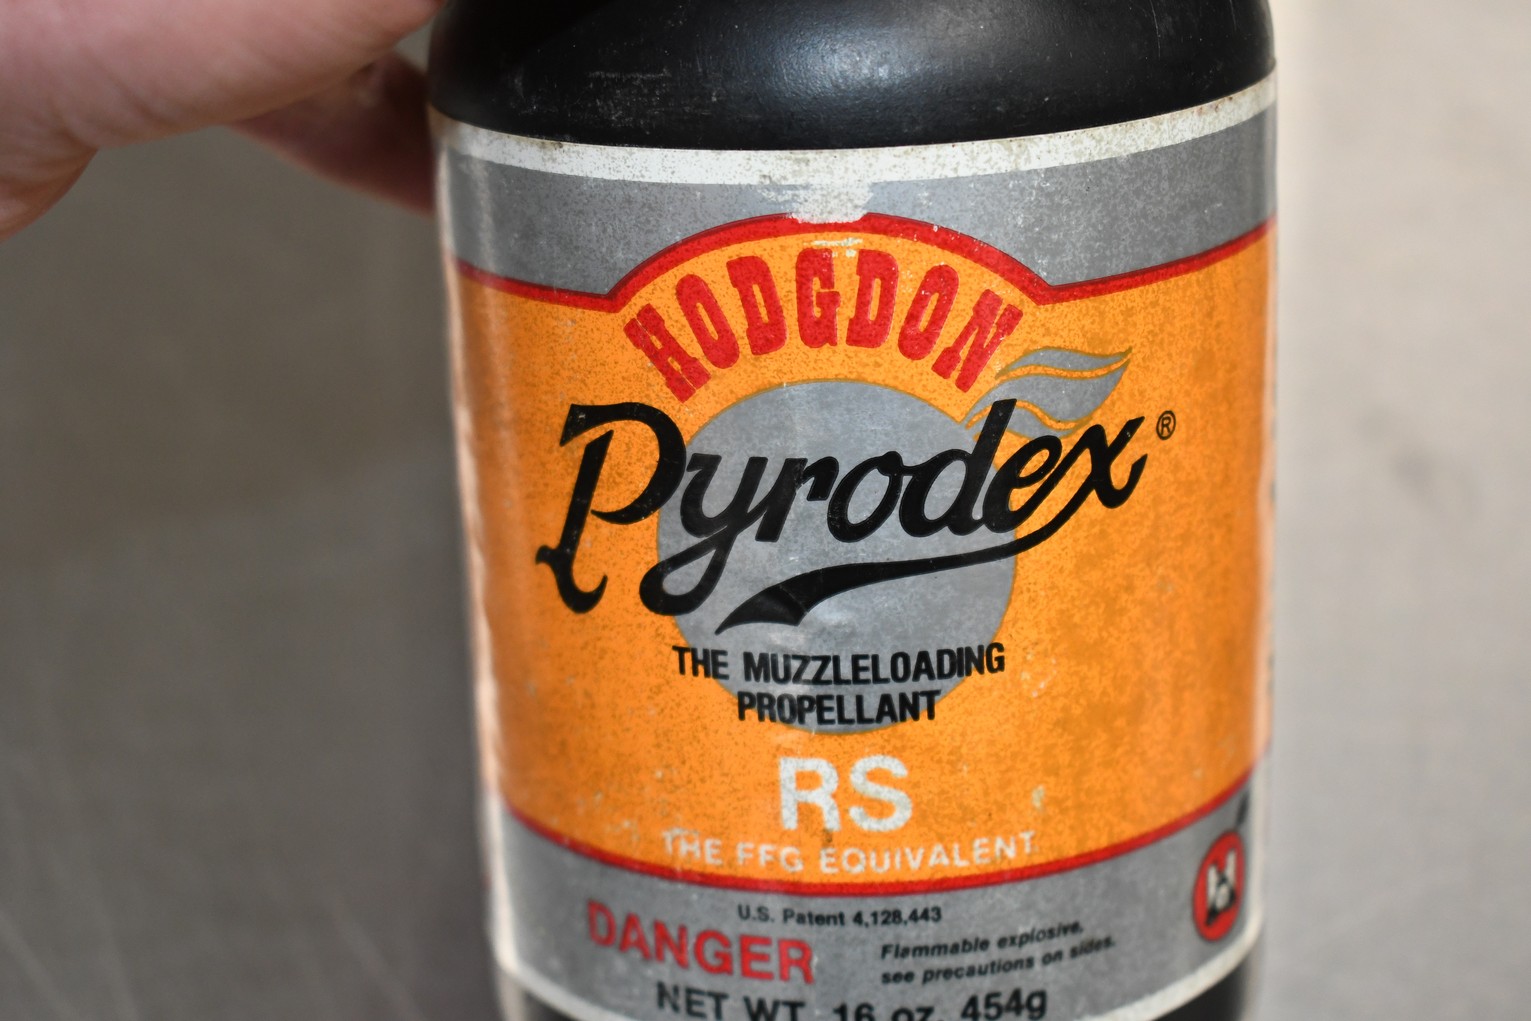 HODGDON
Pyrodex®
THE MUZZLELOADING
PROPELLANT
RS
THE FFG EQUIVALENT
U.S. Patent 4,128,443
DANGER
Flammable explosive,
see precautions on sides.
NET WT. 16 oz. 454g
H